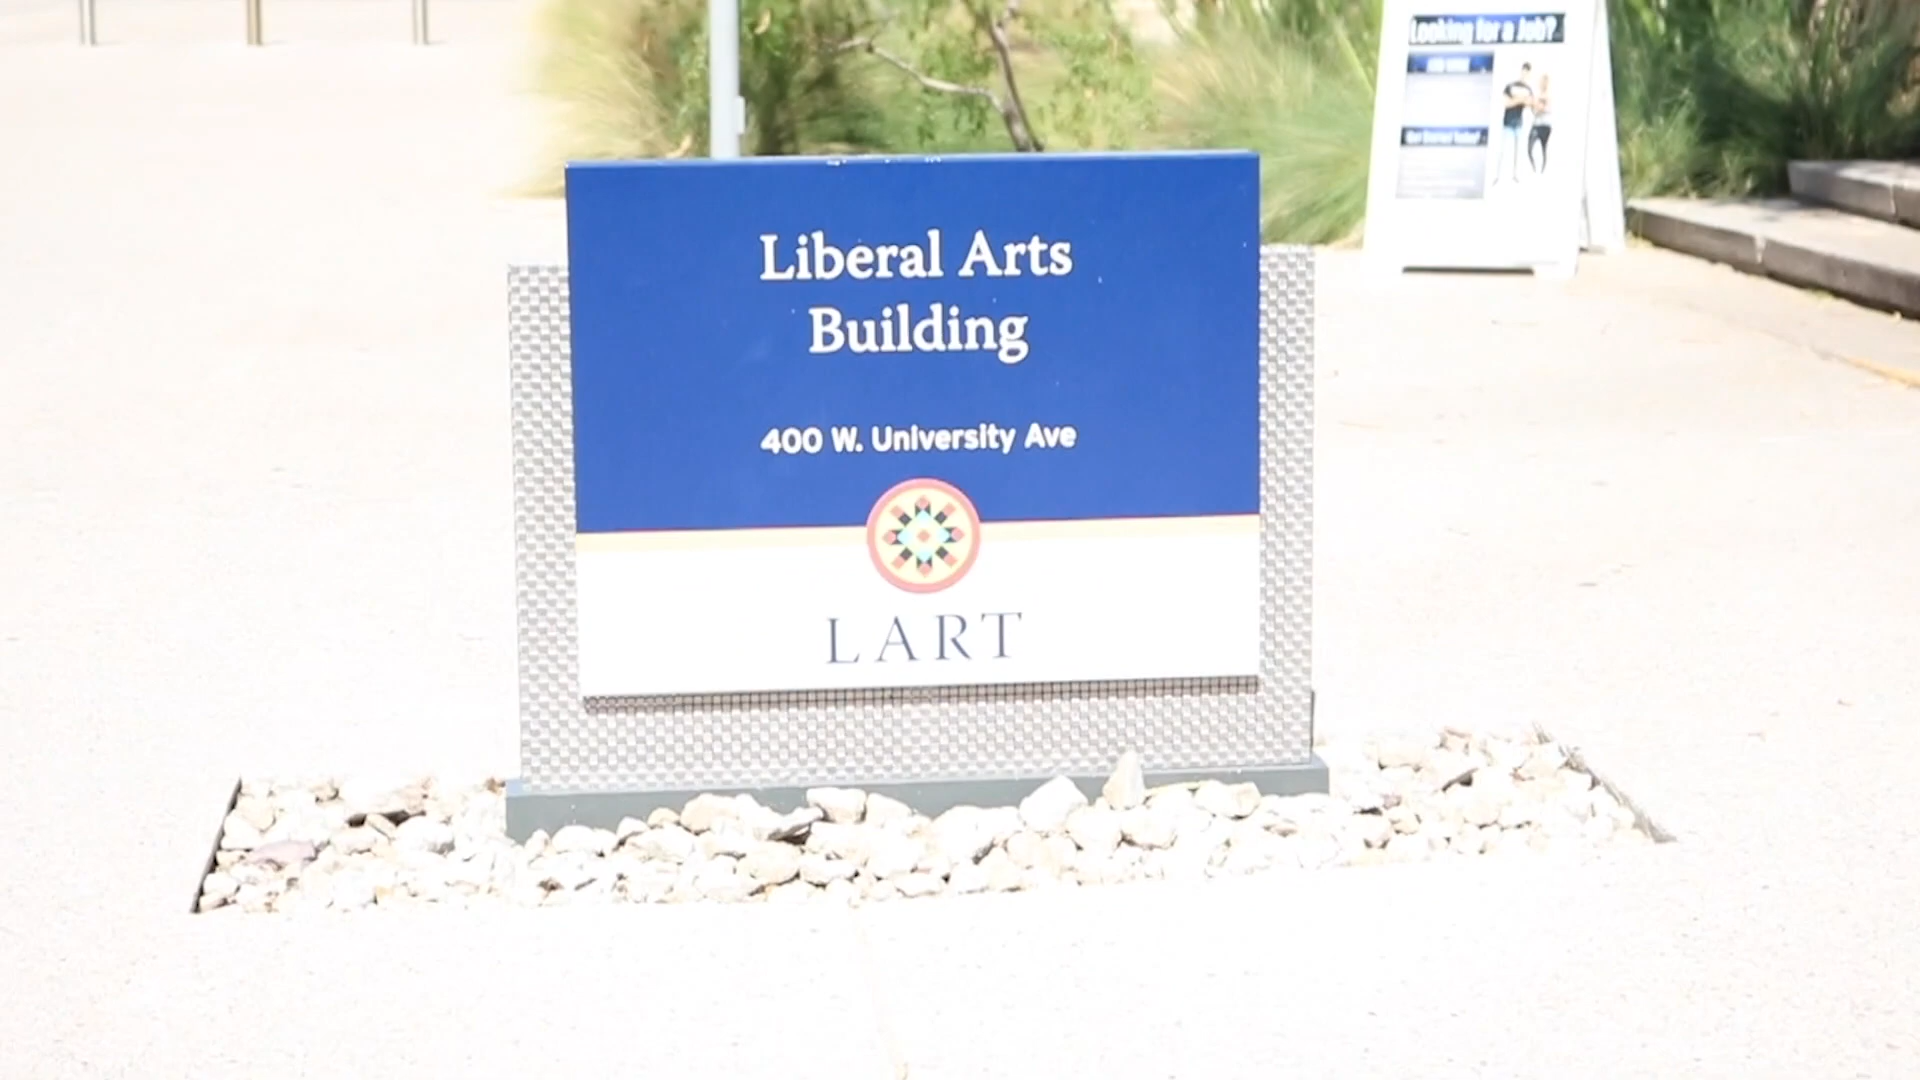 Looking for a Job?
Liberal Arts
Building
400 W. University Ave
LART